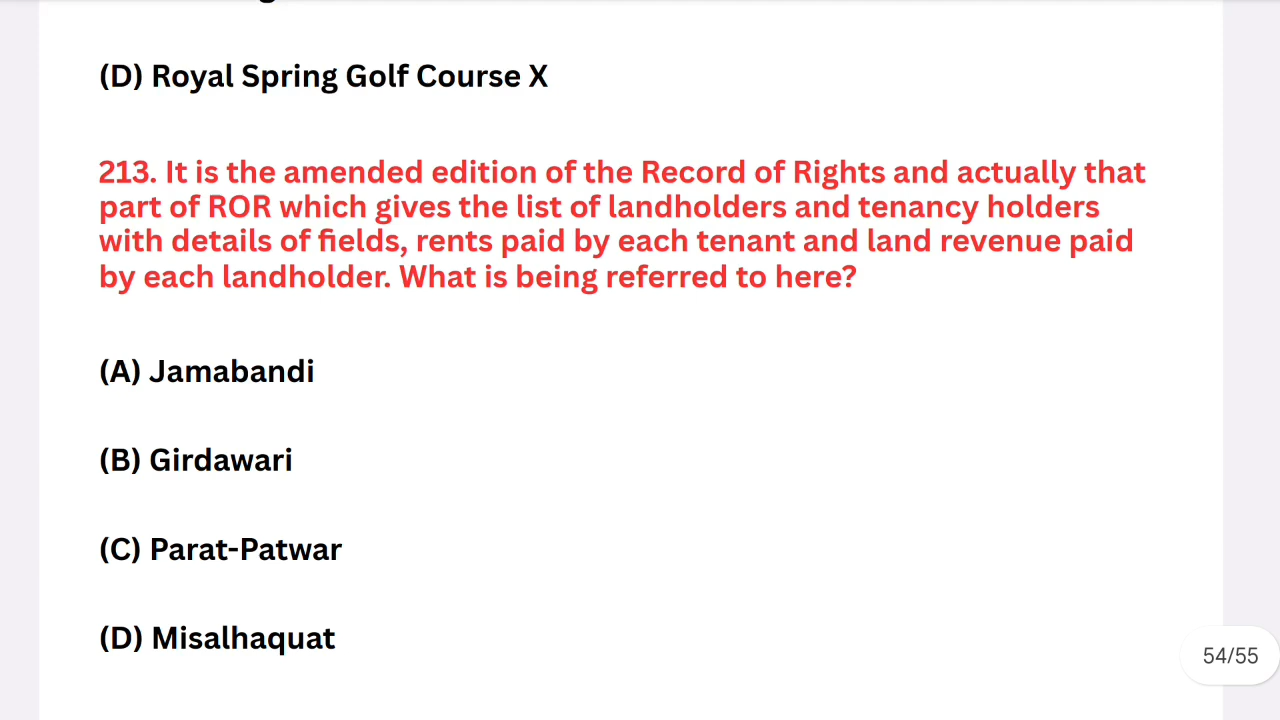 (D) Royal Spring Golf Course X
213. It is the amended edition of the Record of Rights and actually that
part of ROR which gives the list of landholders and tenancy holders
with details of fields, rents paid by each tenant and land revenue paid
by each landholder. What is being referred to here?
(A) Jamabandi
(B) Girdawari
(C) Parat-Patwar
(D) Misalhaquat
54/55